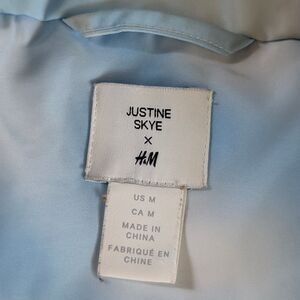 JUSTINE
SKYE
X
H&M
US M
CA M
MADE IN
CHINA
FABRIQUÉ EN
CHINE